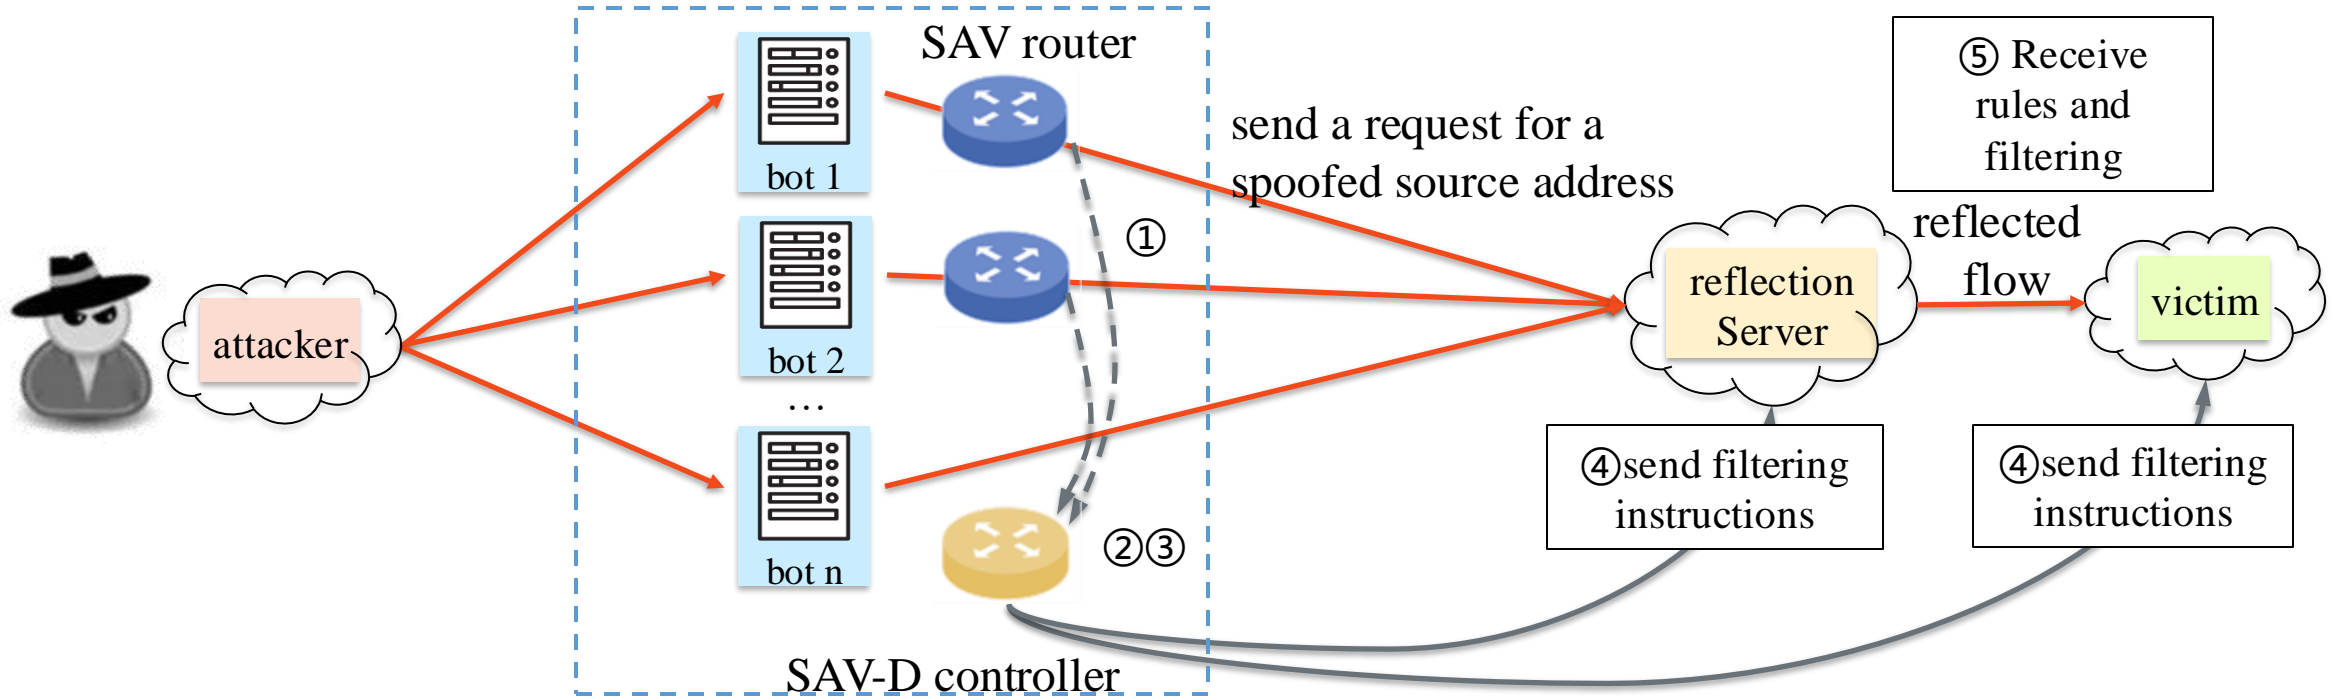 SAV router
⑤ Receive
rules and
filtering
send a request for a
spoofed source address
bot 1
①
reflected
flow
reflection
Server
victim
attacker
bot 2
...
④send filtering
instructions
④send filtering
instructions
②③
bot n
SAV-D controller